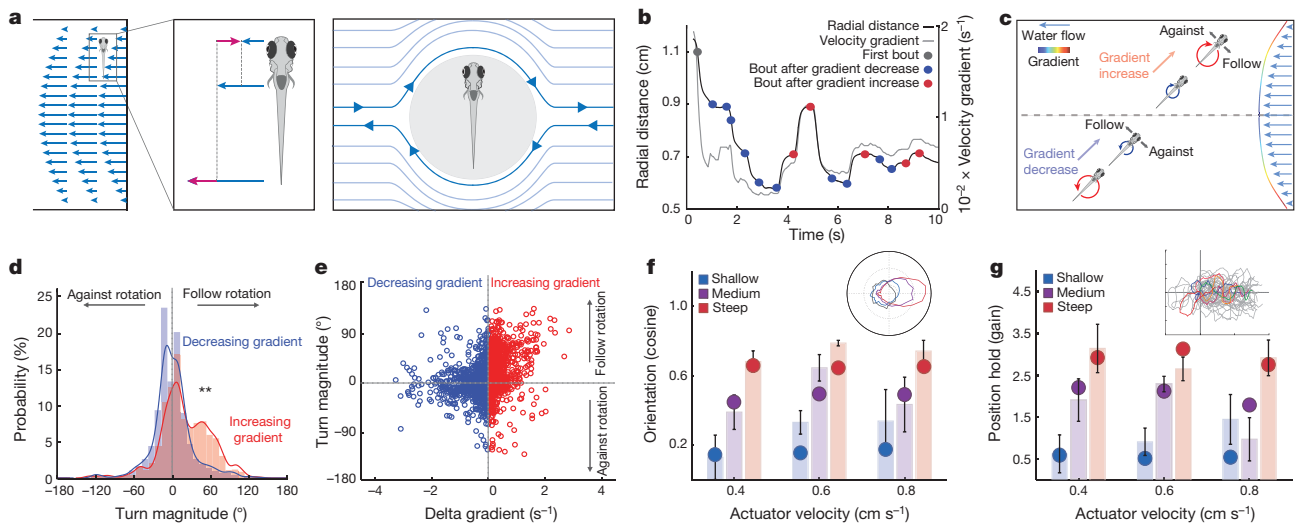 a
b
Radial distance
Velocity gradient
First bout
Bout after gradient decrease
Bout after gradient increase
Radial distance (cm)
1.1
0.9
0.7
0.5
0
2
4
6
8
10
Time (s)
2
1
0
10⁻² × Velocity gradient (s⁻¹)
c
Water flow
Gradient
Gradient
increase
Against
Follow
Follow
Against
Gradient
decrease
d
Against rotation
Follow rotation
Decreasing gradient
**
Increasing
gradient
Probability (%)
25
20
15
10
5
0
−180
−120
−60
0
60
120
180
Turn magnitude (°)
e
Decreasing gradient
Increasing gradient
Follow rotation
Against rotation
Turn magnitude (°)
180
90
0
−90
−180
−4
−2
0
2
4
Delta gradient (s⁻¹)
f
Shallow
Medium
Steep
Orientation (cosine)
1.0
0.6
0.2
0.4
0.6
0.8
Actuator velocity (cm s⁻¹)
g
Shallow
Medium
Steep
Position hold (gain)
4.5
3.5
2.5
1.5
0.5
0.4
0.6
0.8
Actuator velocity (cm s⁻¹)